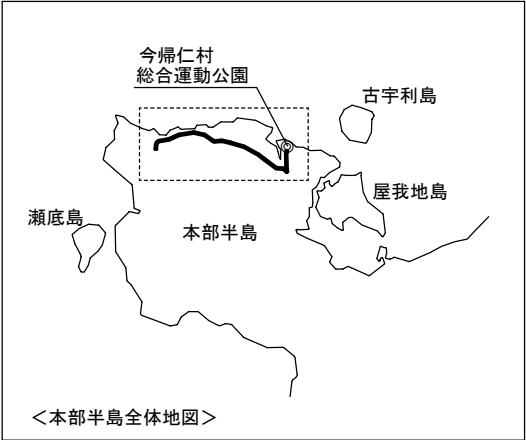 今帰仁村
総合運動公園
古宇利島
屋我地島
瀬底島
本部半島
＜本部半島全体地図＞